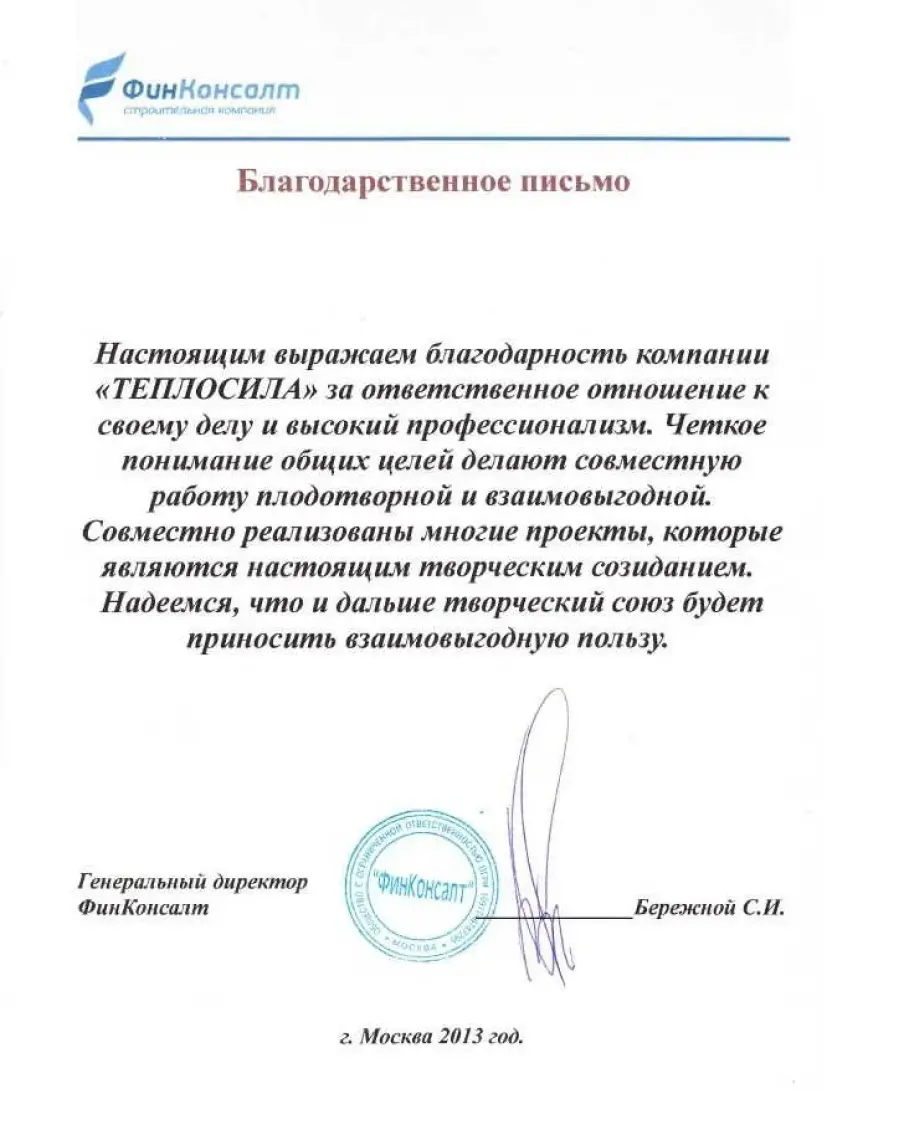 ФинКонсалт
строительная компания
Благодарственное письмо
Настоящим выражаем благодарность компании
«ТЕПЛОСИЛА» за ответственное отношение к
своему делу и высокий профессионализм. Четкое
понимание общих целей делают совместную
работу плодотворной и взаимовыгодной.
Совместно реализованы многие проекты, которые
являются настоящим творческим созиданием.
Надеемся, что и дальше творческий союз будет
приносить взаимовыгодную пользу.
Генеральный директор
ФинКонсалт
ОБЩЕСТВО С ОГРАНИЧЕННОЙ ОТВЕТСТВЕННОСТЬЮ ОГРН
"ФинКонсалт"
* МОСКВА *
Бережной С.И.
г. Москва 2013 год.